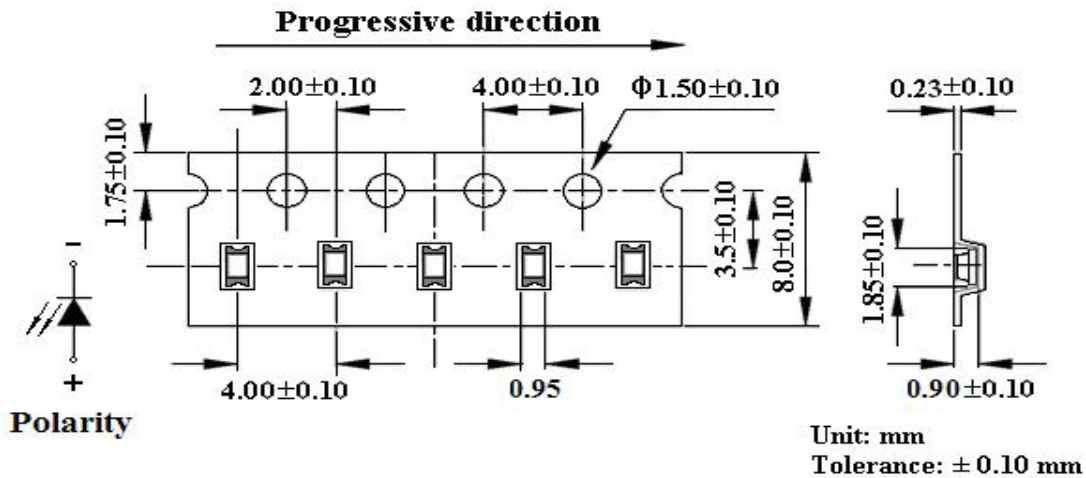 Progressive direction
2.00±0.10
4.00±0.10
Φ1.50±0.10
0.23±0.10
1.75±0.10
3.5±0.10
8.0±0.10
1.85±0.10
-
+
Polarity
4.00±0.10
0.95
0.90±0.10
Unit: mm
Tolerance: ±0.10 mm